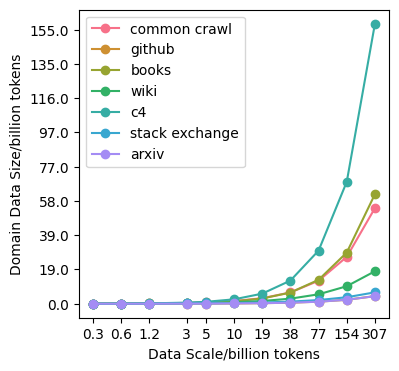 common crawl
github
books
wiki
c4
stack exchange
arxiv
Domain Data Size/billion tokens
155.0
135.0
116.0
97.0
77.0
58.0
39.0
19.0
0.0
0.3 0.6 1.2 3 5 10 19 38 77 154 307
Data Scale/billion tokens